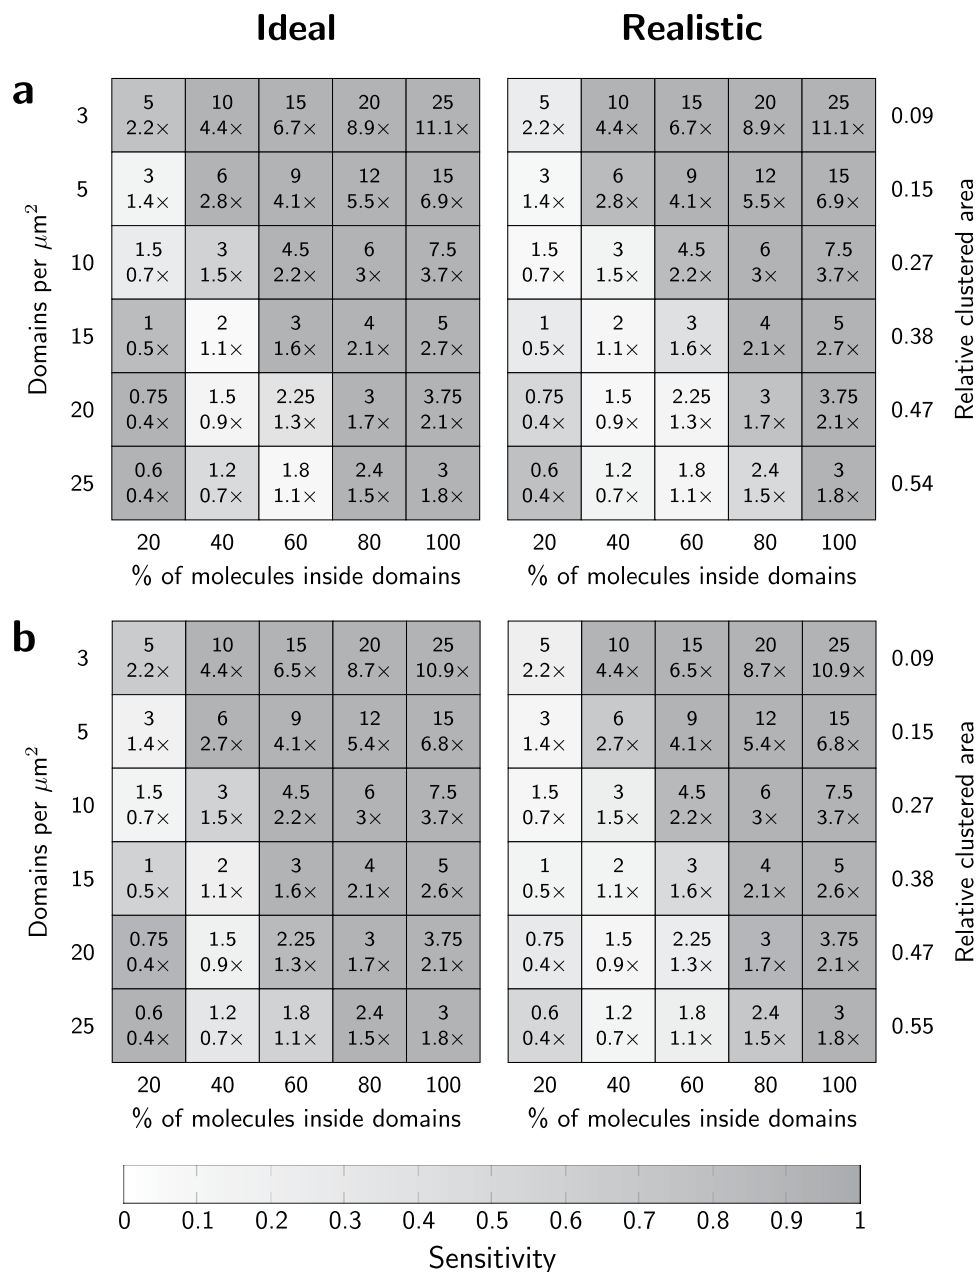 Ideal Realistic
a
3 5 10 15 20 25 5 10 15 20 25 0.09
2.2× 4.4× 6.7× 8.9× 11.1× 2.2× 4.4× 6.7× 8.9× 11.1×
5 3 6 9 12 15 3 6 9 12 15 0.15
1.4× 2.8× 4.1× 5.5× 6.9× 1.4× 2.8× 4.1× 5.5× 6.9×
10 1.5 3 4.5 6 7.5 1.5 3 4.5 6 7.5 0.27
0.7× 1.5× 2.2× 3× 3.7× 0.7× 1.5× 2.2× 3× 3.7×
15 1 2 3 4 5 1 2 3 4 5 0.38
0.5× 1.1× 1.6× 2.1× 2.7× 0.5× 1.1× 1.6× 2.1× 2.7×
20 0.75 1.5 2.25 3 3.75 0.75 1.5 2.25 3 3.75 0.47
0.4× 0.9× 1.3× 1.7× 2.1× 0.4× 0.9× 1.3× 1.7× 2.1×
25 0.6 1.2 1.8 2.4 3 0.6 1.2 1.8 2.4 3 0.54
0.4× 0.7× 1.1× 1.5× 1.8× 0.4× 0.7× 1.1× 1.5× 1.8×
20 40 60 80 100 20 40 60 80 100
% of molecules inside domains % of molecules inside domains
Domains per μm²
Relative clustered area
b
3 5 10 15 20 25 5 10 15 20 25 0.09
2.2× 4.4× 6.5× 8.7× 10.9× 2.2× 4.4× 6.5× 8.7× 10.9×
5 3 6 9 12 15 3 6 9 12 15 0.15
1.4× 2.7× 4.1× 5.4× 6.8× 1.4× 2.7× 4.1× 5.4× 6.8×
10 1.5 3 4.5 6 7.5 1.5 3 4.5 6 7.5 0.27
0.7× 1.5× 2.2× 3× 3.7× 0.7× 1.5× 2.2× 3× 3.7×
15 1 2 3 4 5 1 2 3 4 5 0.38
0.5× 1.1× 1.6× 2.1× 2.6× 0.5× 1.1× 1.6× 2.1× 2.6×
20 0.75 1.5 2.25 3 3.75 0.75 1.5 2.25 3 3.75 0.47
0.4× 0.9× 1.3× 1.7× 2.1× 0.4× 0.9× 1.3× 1.7× 2.1×
25 0.6 1.2 1.8 2.4 3 0.6 1.2 1.8 2.4 3 0.55
0.4× 0.7× 1.1× 1.5× 1.8× 0.4× 0.7× 1.1× 1.5× 1.8×
20 40 60 80 100 20 40 60 80 100
% of molecules inside domains % of molecules inside domains
Domains per μm²
Relative clustered area
0 0.1 0.2 0.3 0.4 0.5 0.6 0.7 0.8 0.9 1
Sensitivity